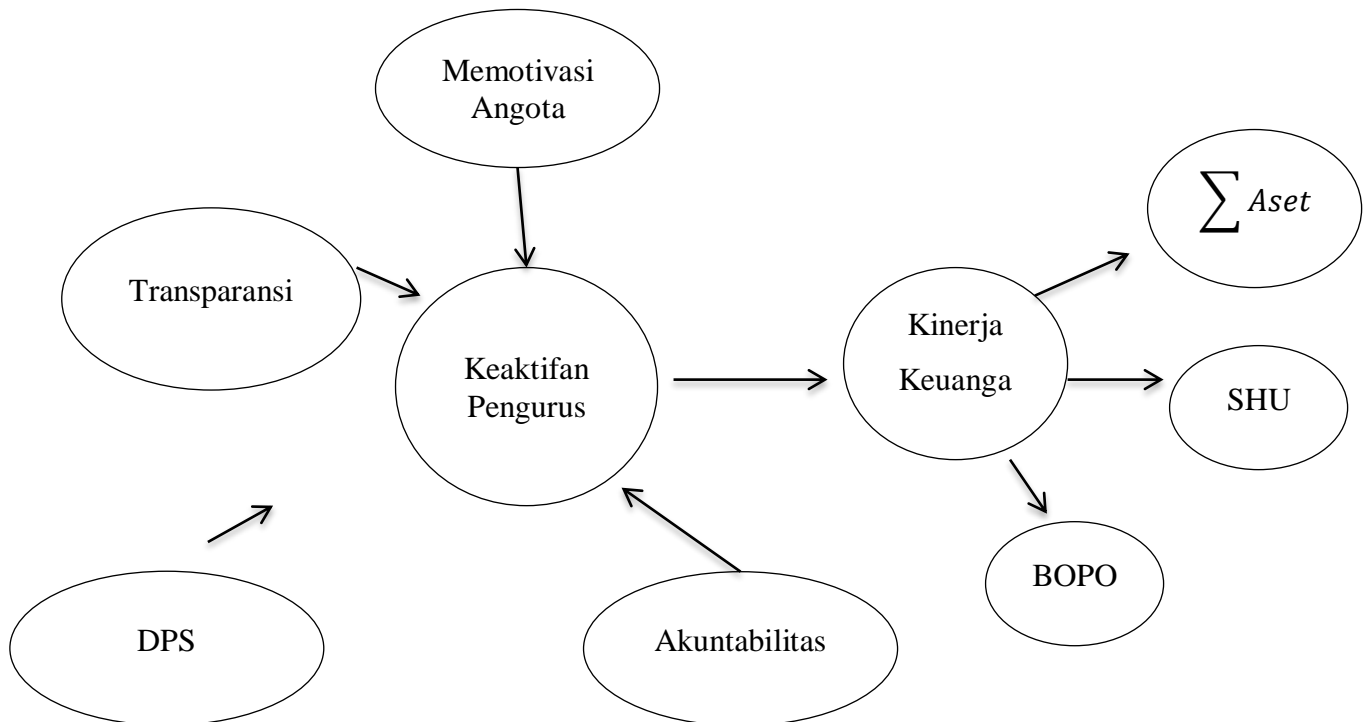 Memotivasi
Angota
∑ Aset
Transparansi
Kinerja
Keuanga
Keaktifan
Pengurus
SHU
BOPO
DPS
Akuntabilitas